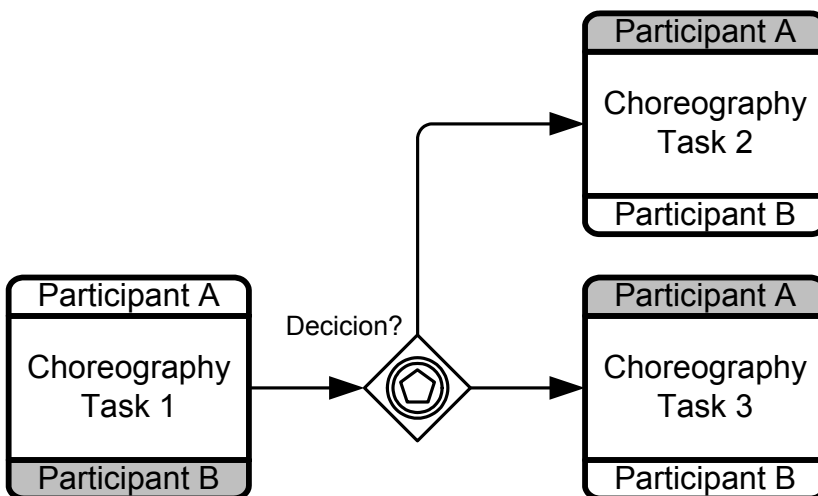 Participant A
Choreography
Task 2
Participant B
Participant A
Choreography
Task 1
Participant B
Decicion?
Participant A
Choreography
Task 3
Participant B